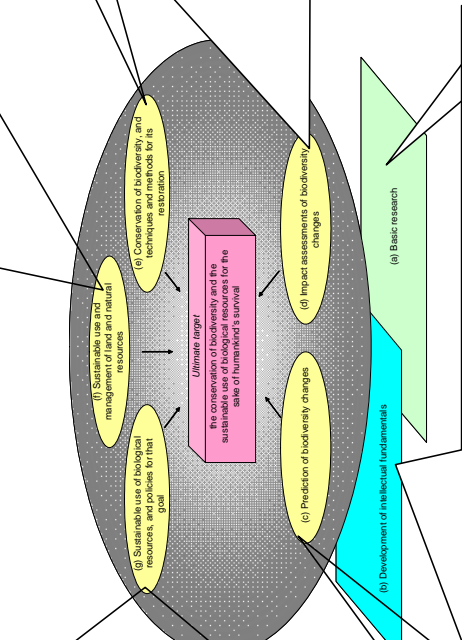 (f) Sustainable use and
management of land and natural
resources
(g) Sustainable use of biological
resources, and policies for that
goal
(e) Conservation of biodiversity, and
techniques and methods for its
restoration
Ultimate target
the conservation of biodiversity and the
sustainable use of biological resources for the
sake of humankind's survival
(c) Prediction of biodiversity changes
(d) Impact assessments of biodiversity
changes
(b) Development of intellectual fundamentals
(a) Basic research